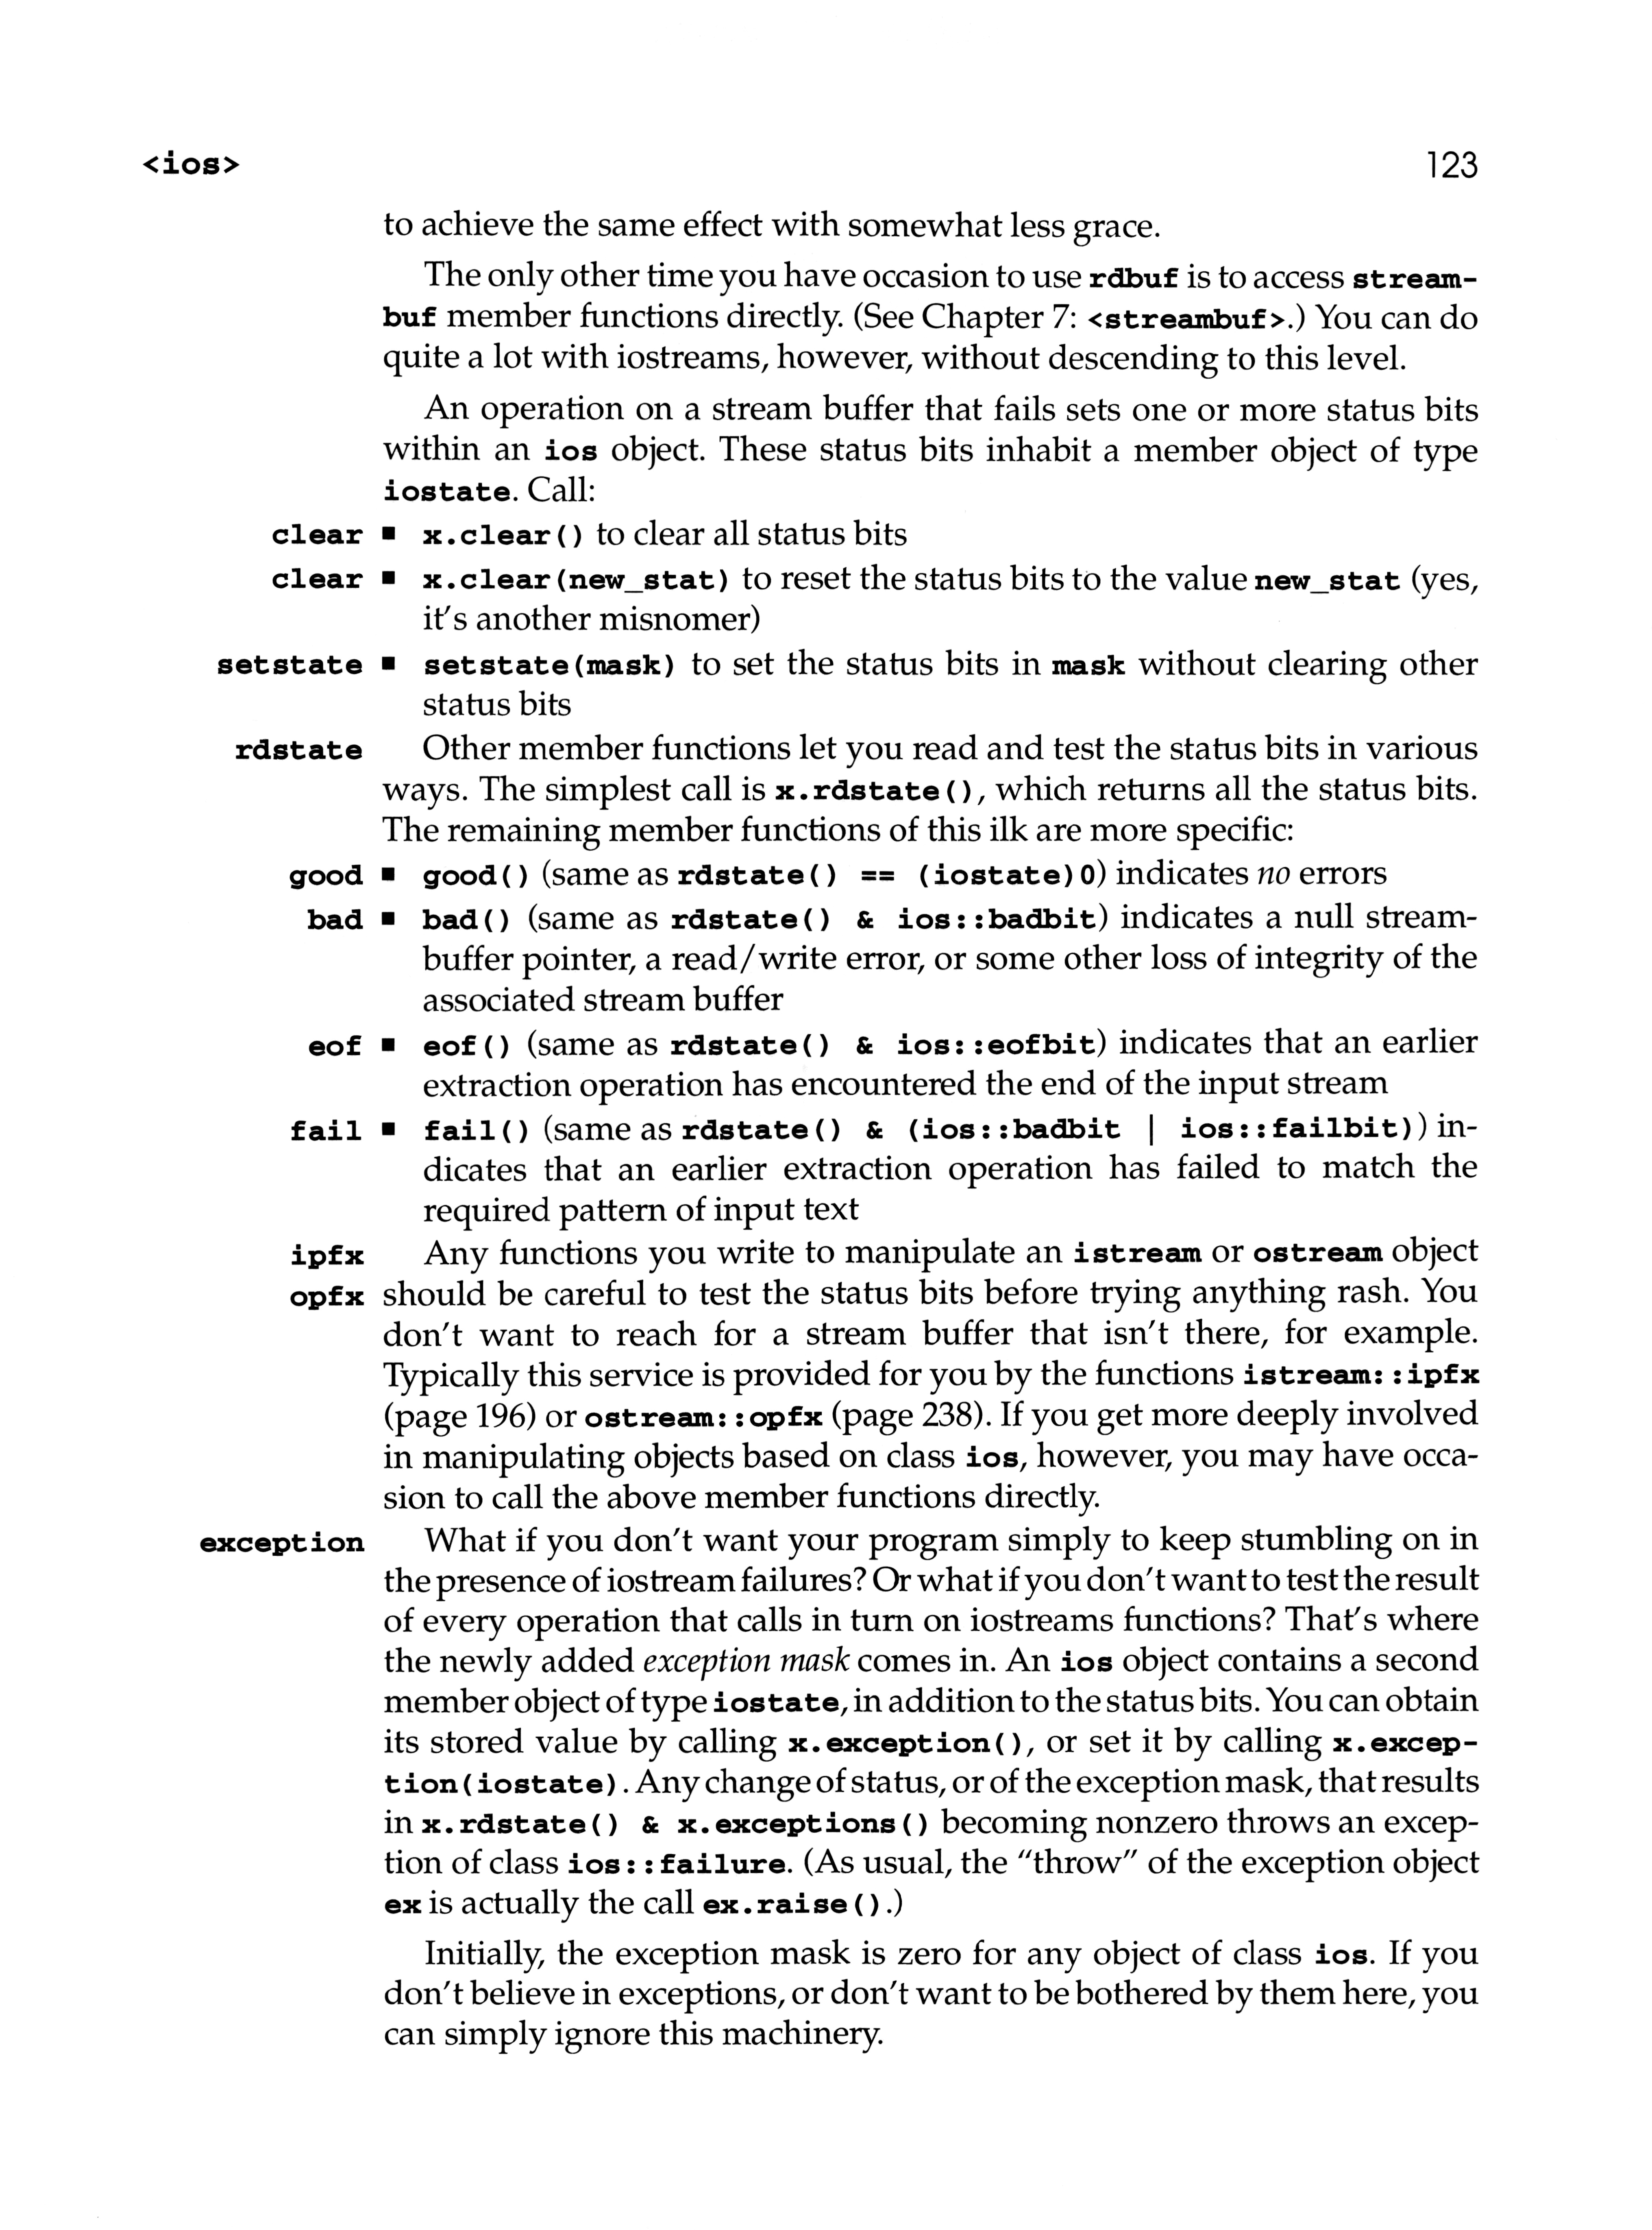 <ios> 123
to achieve the same effect with somewhat less grace.
The only other time you have occasion to use rdbuf is to access stream-
buf member functions directly. (See Chapter 7: <streambuf>.) You can do
quite a lot with iostreams, however, without descending to this level.
An operation on a stream buffer that fails sets one or more status bits
within an ios object. These status bits inhabit a member object of type
iostate. Call:
clear ■ x.clear() to clear all status bits
clear ■ x.clear(new_stat) to reset the status bits to the value new_stat (yes,
it's another misnomer)
setstate ■ setstate(mask) to set the status bits in mask without clearing other
status bits
rdstate Other member functions let you read and test the status bits in various
ways. The simplest call is x.rdstate(), which returns all the status bits.
The remaining member functions of this ilk are more specific:
good ■ good() (same as rdstate() == (iostate)0) indicates no errors
bad ■ bad() (same as rdstate() & ios::badbit) indicates a null stream-
buffer pointer, a read/write error, or some other loss of integrity of the
associated stream buffer
eof ■ eof() (same as rdstate() & ios::eofbit) indicates that an earlier
extraction operation has encountered the end of the input stream
fail ■ fail() (same as rdstate() & (ios::badbit | ios::failbit)) in-
dicates that an earlier extraction operation has failed to match the
required pattern of input text
ipfx Any functions you write to manipulate an istream or ostream object
opfx should be careful to test the status bits before trying anything rash. You
don't want to reach for a stream buffer that isn't there, for example.
Typically this service is provided for you by the functions istream::ipfx
(page 196) or ostream::opfx (page 238). If you get more deeply involved
in manipulating objects based on class ios, however, you may have occa-
sion to call the above member functions directly.
exception What if you don't want your program simply to keep stumbling on in
the presence of iostream failures? Or what if you don't want to test the result
of every operation that calls in turn on iostreams functions? That's where
the newly added exception mask comes in. An ios object contains a second
member object of type iostate, in addition to the status bits. You can obtain
its stored value by calling x.exception(), or set it by calling x.excep-
tion(iostate). Any change of status, or of the exception mask, that results
in x.rdstate() & x.exceptions() becoming nonzero throws an excep-
tion of class ios::failure. (As usual, the "throw" of the exception object
ex is actually the call ex.raise().)
Initially, the exception mask is zero for any object of class ios. If you
don't believe in exceptions, or don't want to be bothered by them here, you
can simply ignore this machinery.